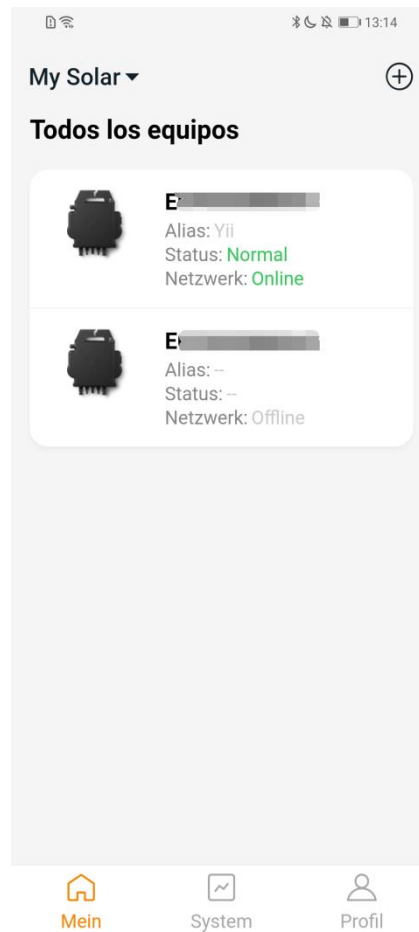 13:14
My Solar
Todos los equipos
Alias: Yii
Status: Normal
Netzwerk: Online
Alias: --
Status: --
Netzwerk: Offline
Mein
System
Profil